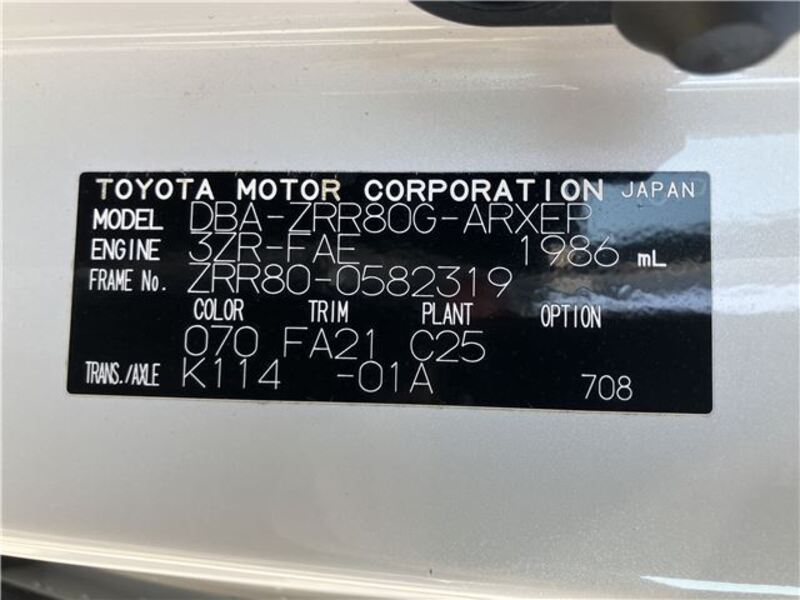 TOYOTA MOTOR CORPORATION JAPAN
MODEL DBA-ZRR80G-ARXEP
ENGINE 3ZR-FAE 1986 mL
FRAME No. ZRR80-0582319
COLOR TRIM PLANT OPTION
070 FA21 C25
TRANS./AXLE K114 -01A 708